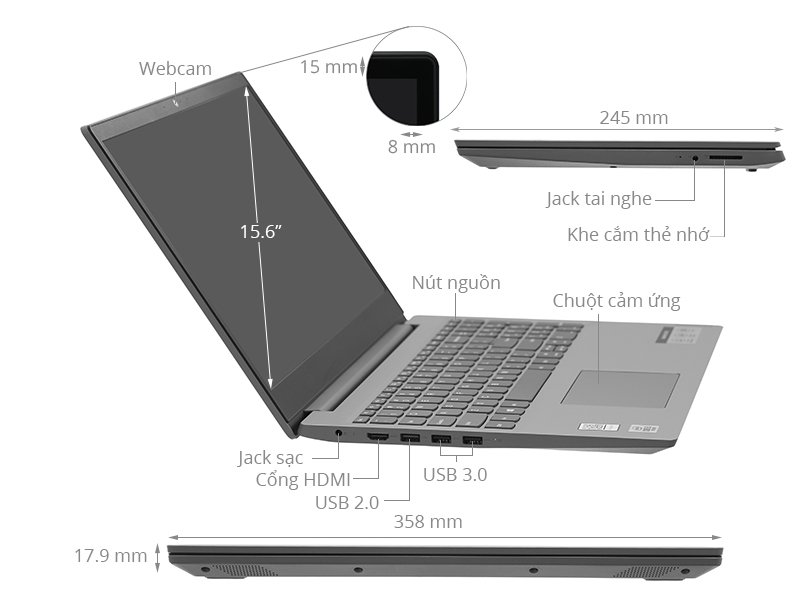 Webcam
15 mm
8 mm
245 mm
Jack tai nghe
Khe cắm thẻ nhớ
15.6”
Nút nguồn
Chuột cảm ứng
Jack sạc
Cổng HDMI
USB 2.0
USB 3.0
358 mm
17.9 mm